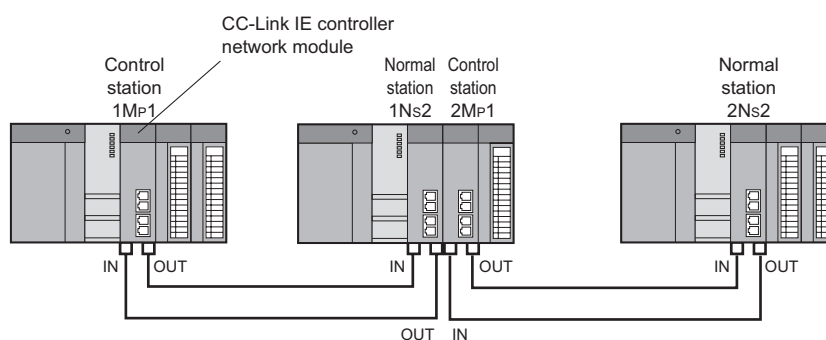 CC-Link IE controller
network module
Control
station
1MP1
Normal
station
1NS2
Control
station
2MP1
Normal
station
2NS2
IN
OUT
IN
OUT
IN
OUT
OUT
IN